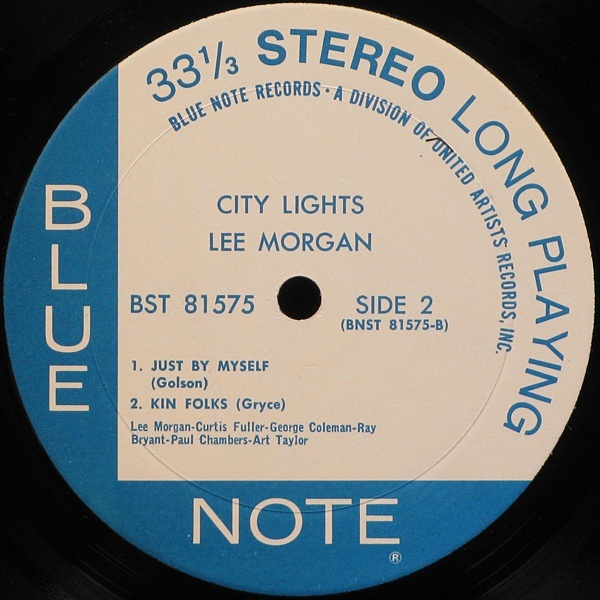 33⅓ STEREO LONG PLAYING
BLUE NOTE RECORDS • A DIVISION OF UNITED ARTISTS RECORDS, INC.
CITY LIGHTS
LEE MORGAN
BST 81575
SIDE 2
(BNST 81575-B)
1. JUST BY MYSELF
(Golson)
2. KIN FOLKS (Gryce)
Lee Morgan-Curtis Fuller-George Coleman-Ray
Bryant-Paul Chambers-Art Taylor
BLUE
NOTE
®